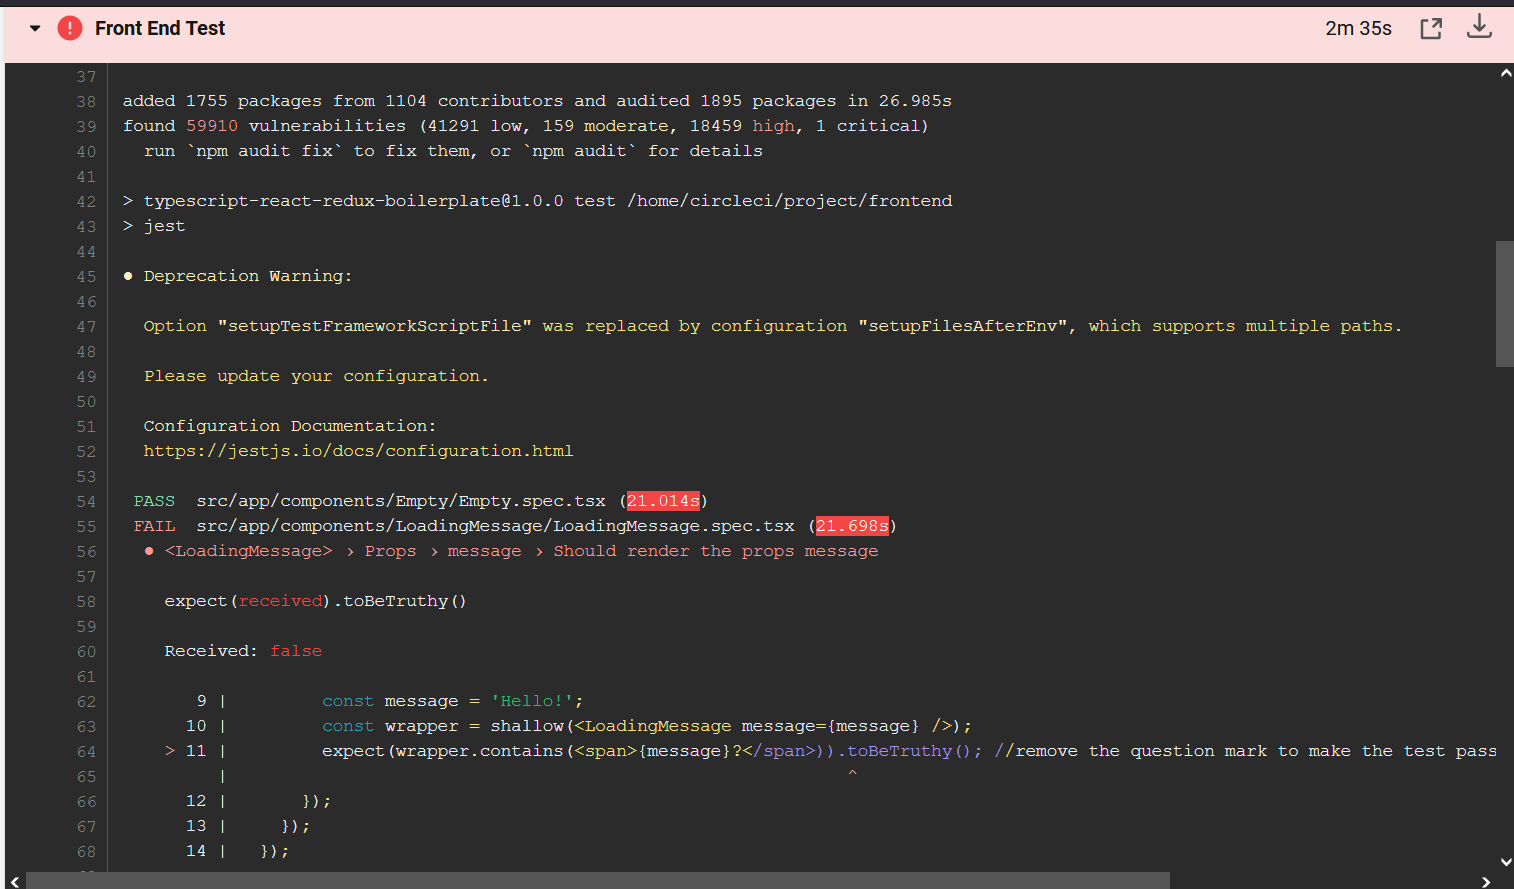 Front End Test 2m 35s
37
38 added 1755 packages from 1104 contributors and audited 1895 packages in 26.985s
39 found 59910 vulnerabilities (41291 low, 159 moderate, 18459 high, 1 critical)
40 run `npm audit fix` to fix them, or `npm audit` for details
41
42 > typescript-react-redux-boilerplate@1.0.0 test /home/circleci/project/frontend
43 > jest
44
45 ● Deprecation Warning:
46
47 Option "setupTestFrameworkScriptFile" was replaced by configuration "setupFilesAfterEnv", which supports multiple paths.
48
49 Please update your configuration.
50
51 Configuration Documentation:
52 https://jestjs.io/docs/configuration.html
53
54 PASS src/app/components/Empty/Empty.spec.tsx (21.014s)
55 FAIL src/app/components/LoadingMessage/LoadingMessage.spec.tsx (21.698s)
56 ● <LoadingMessage> › Props › message › Should render the props message
57
58 expect(received).toBeTruthy()
59
60 Received: false
61
62 9 | const message = 'Hello!';
63 10 | const wrapper = shallow(<LoadingMessage message={message} />);
64 > 11 | expect(wrapper.contains(<span>{message}?</span>)).toBeTruthy(); //remove the question mark to make the test pass
65 | ^
66 12 | });
67 13 | });
68 14 | });